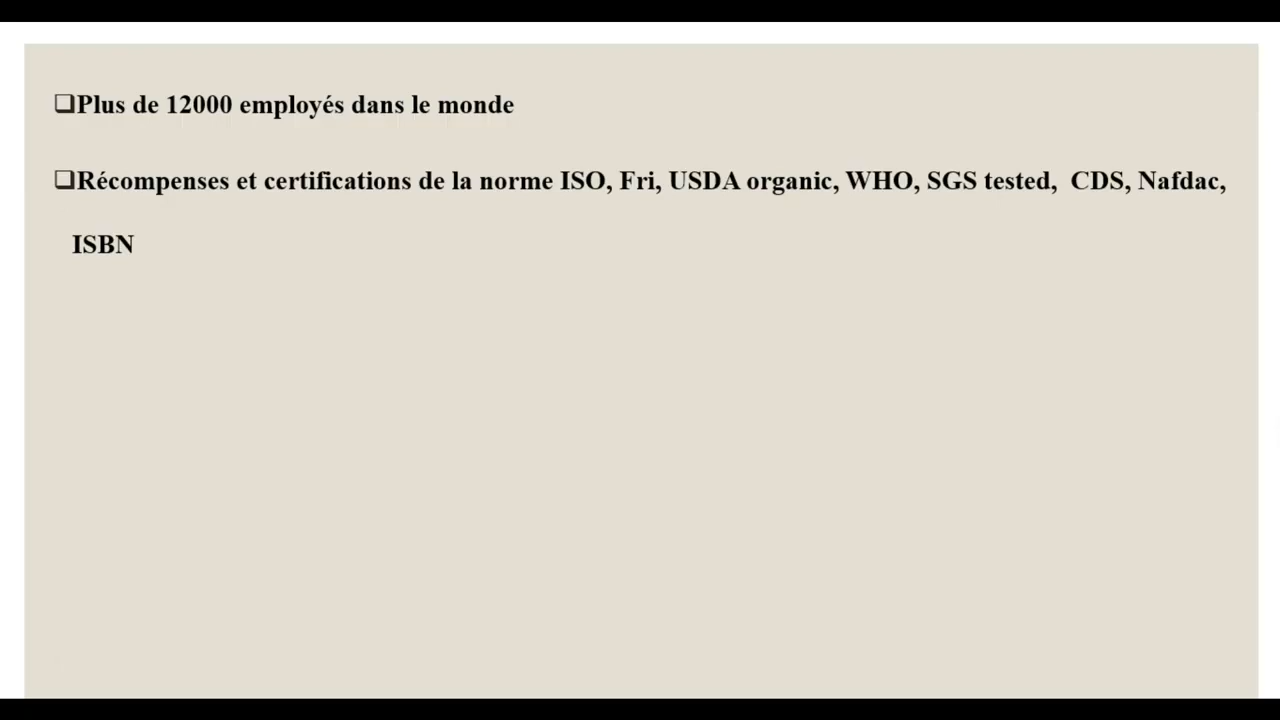 ❑Plus de 12000 employés dans le monde
❑Récompenses et certifications de la norme ISO, Fri, USDA organic, WHO, SGS tested, CDS, Nafdac,
ISBN